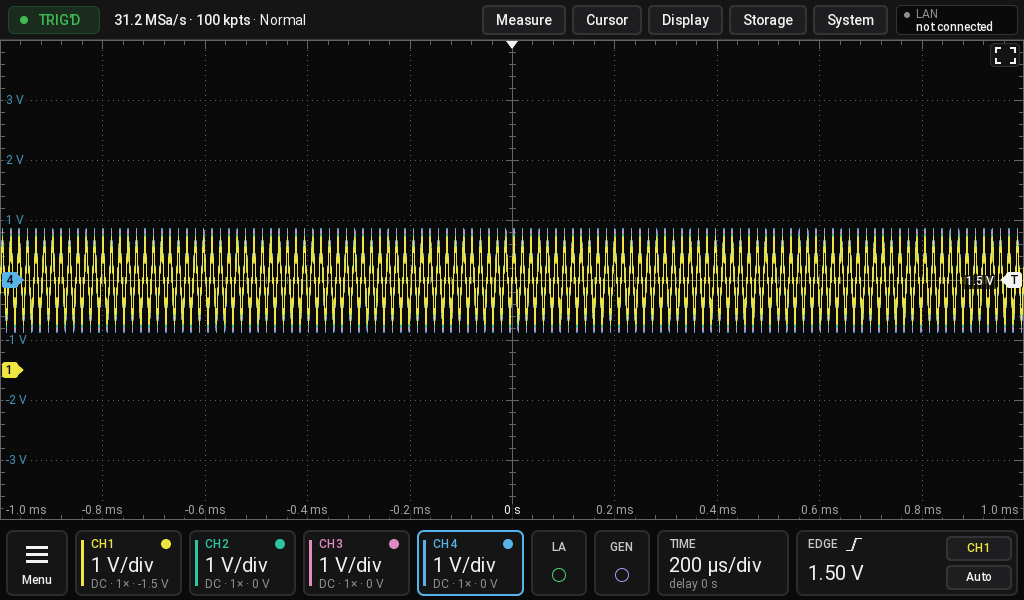 TRIG'D
31.2 MSa/s · 100 kpts · Normal
Measure
Cursor
Display
Storage
System
LAN
not connected
3 V
2 V
1 V
4
1.5 V
T
-1 V
1
-2 V
-3 V
-1.0 ms
-0.8 ms
-0.6 ms
-0.4 ms
-0.2 ms
0 s
0.2 ms
0.4 ms
0.6 ms
0.8 ms
1.0 ms
Menu
CH1
1 V/div
DC · 1× · -1.5 V
CH2
1 V/div
DC · 1× · 0 V
CH3
1 V/div
DC · 1× · 0 V
CH4
1 V/div
DC · 1× · 0 V
LA
GEN
TIME
200 µs/div
delay 0 s
EDGE
1.50 V
CH1
Auto